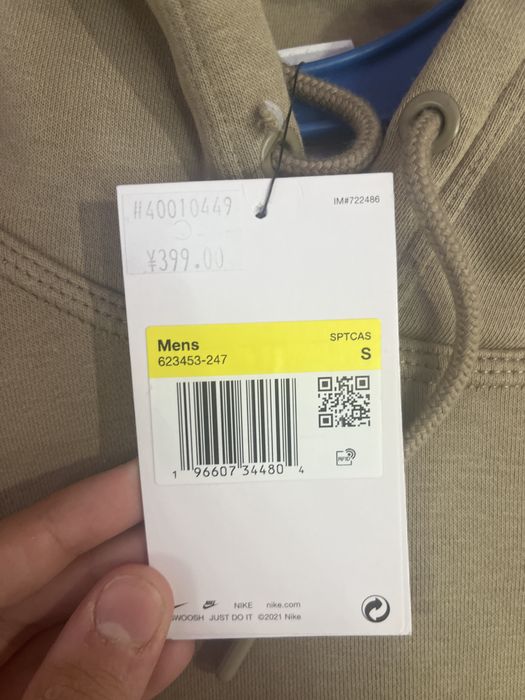 #40010449
¥399.00
IM#722486
Mens
SPTCAS
623453-247
S
1 96607 34480 4
RFID
NIKE nike.com
SWOOSH JUST DO IT ©2021 Nike